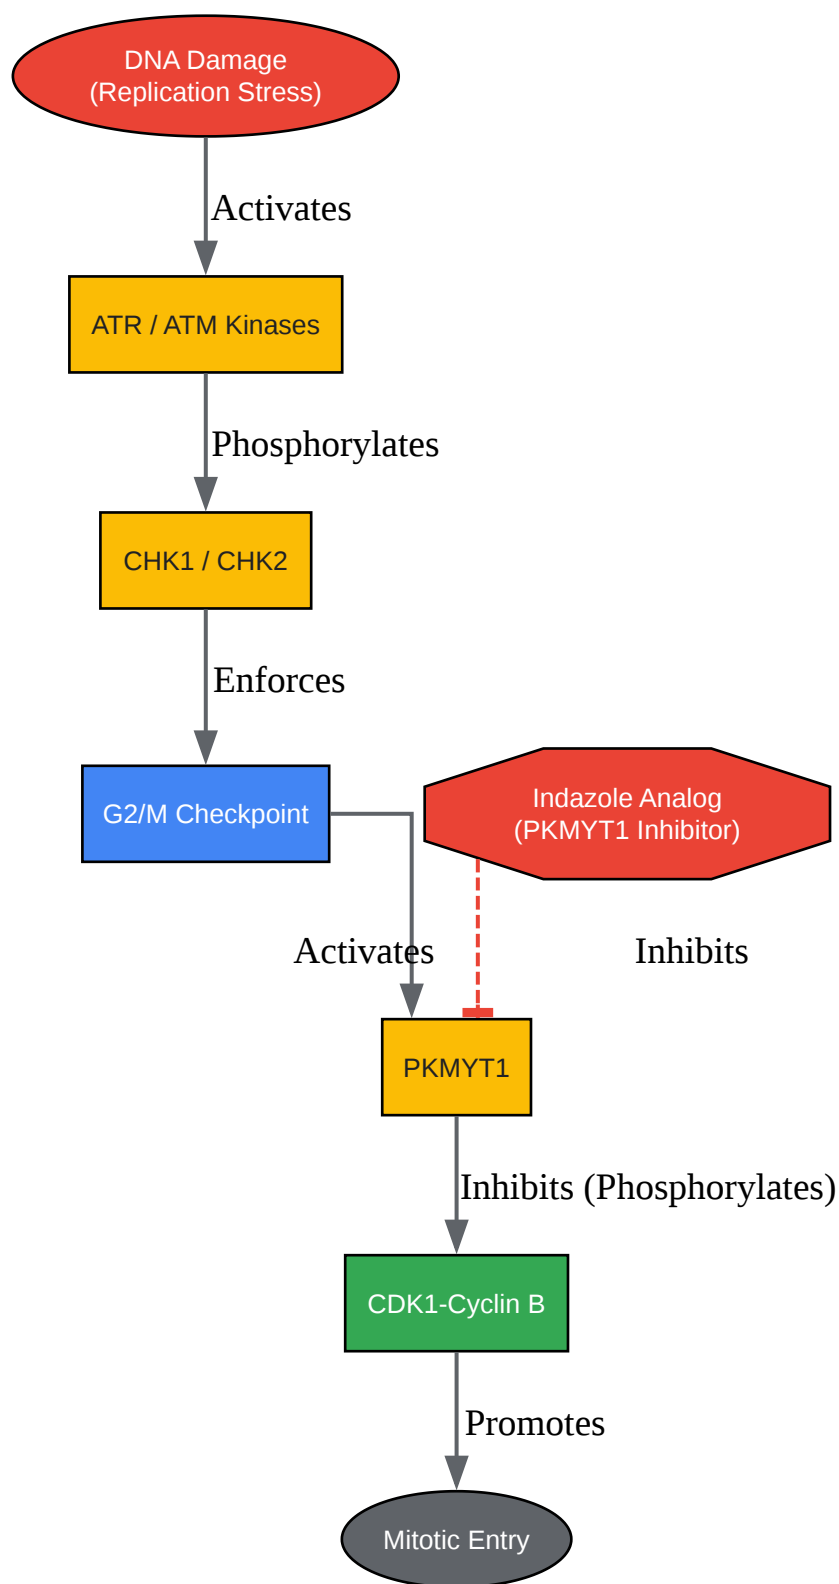 DNA Damage
(Replication Stress)
Activates
ATR / ATM Kinases
Phosphorylates
CHK1 / CHK2
Enforces
G2/M Checkpoint
Indazole Analog
(PKMYT1 Inhibitor)
Activates
Inhibits
PKMYT1
Inhibits (Phosphorylates)
CDK1-Cyclin B
Promotes
Mitotic Entry